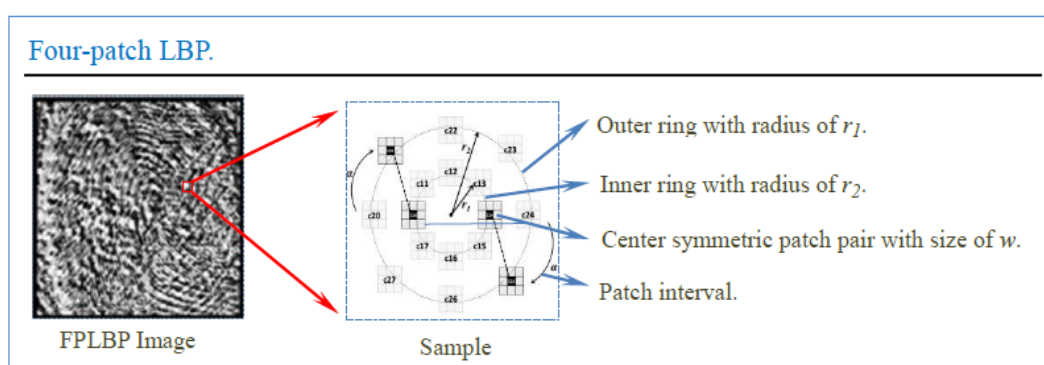 Four-patch LBP.
c22
c23
r2
α
c12
c11
c13
r1
c20
c24
Outer ring with radius of r1.
Inner ring with radius of r2.
Center symmetric patch pair with size of w.
c17
c15
c16
α
c27
c26
Patch interval.
FPLBP Image
Sample